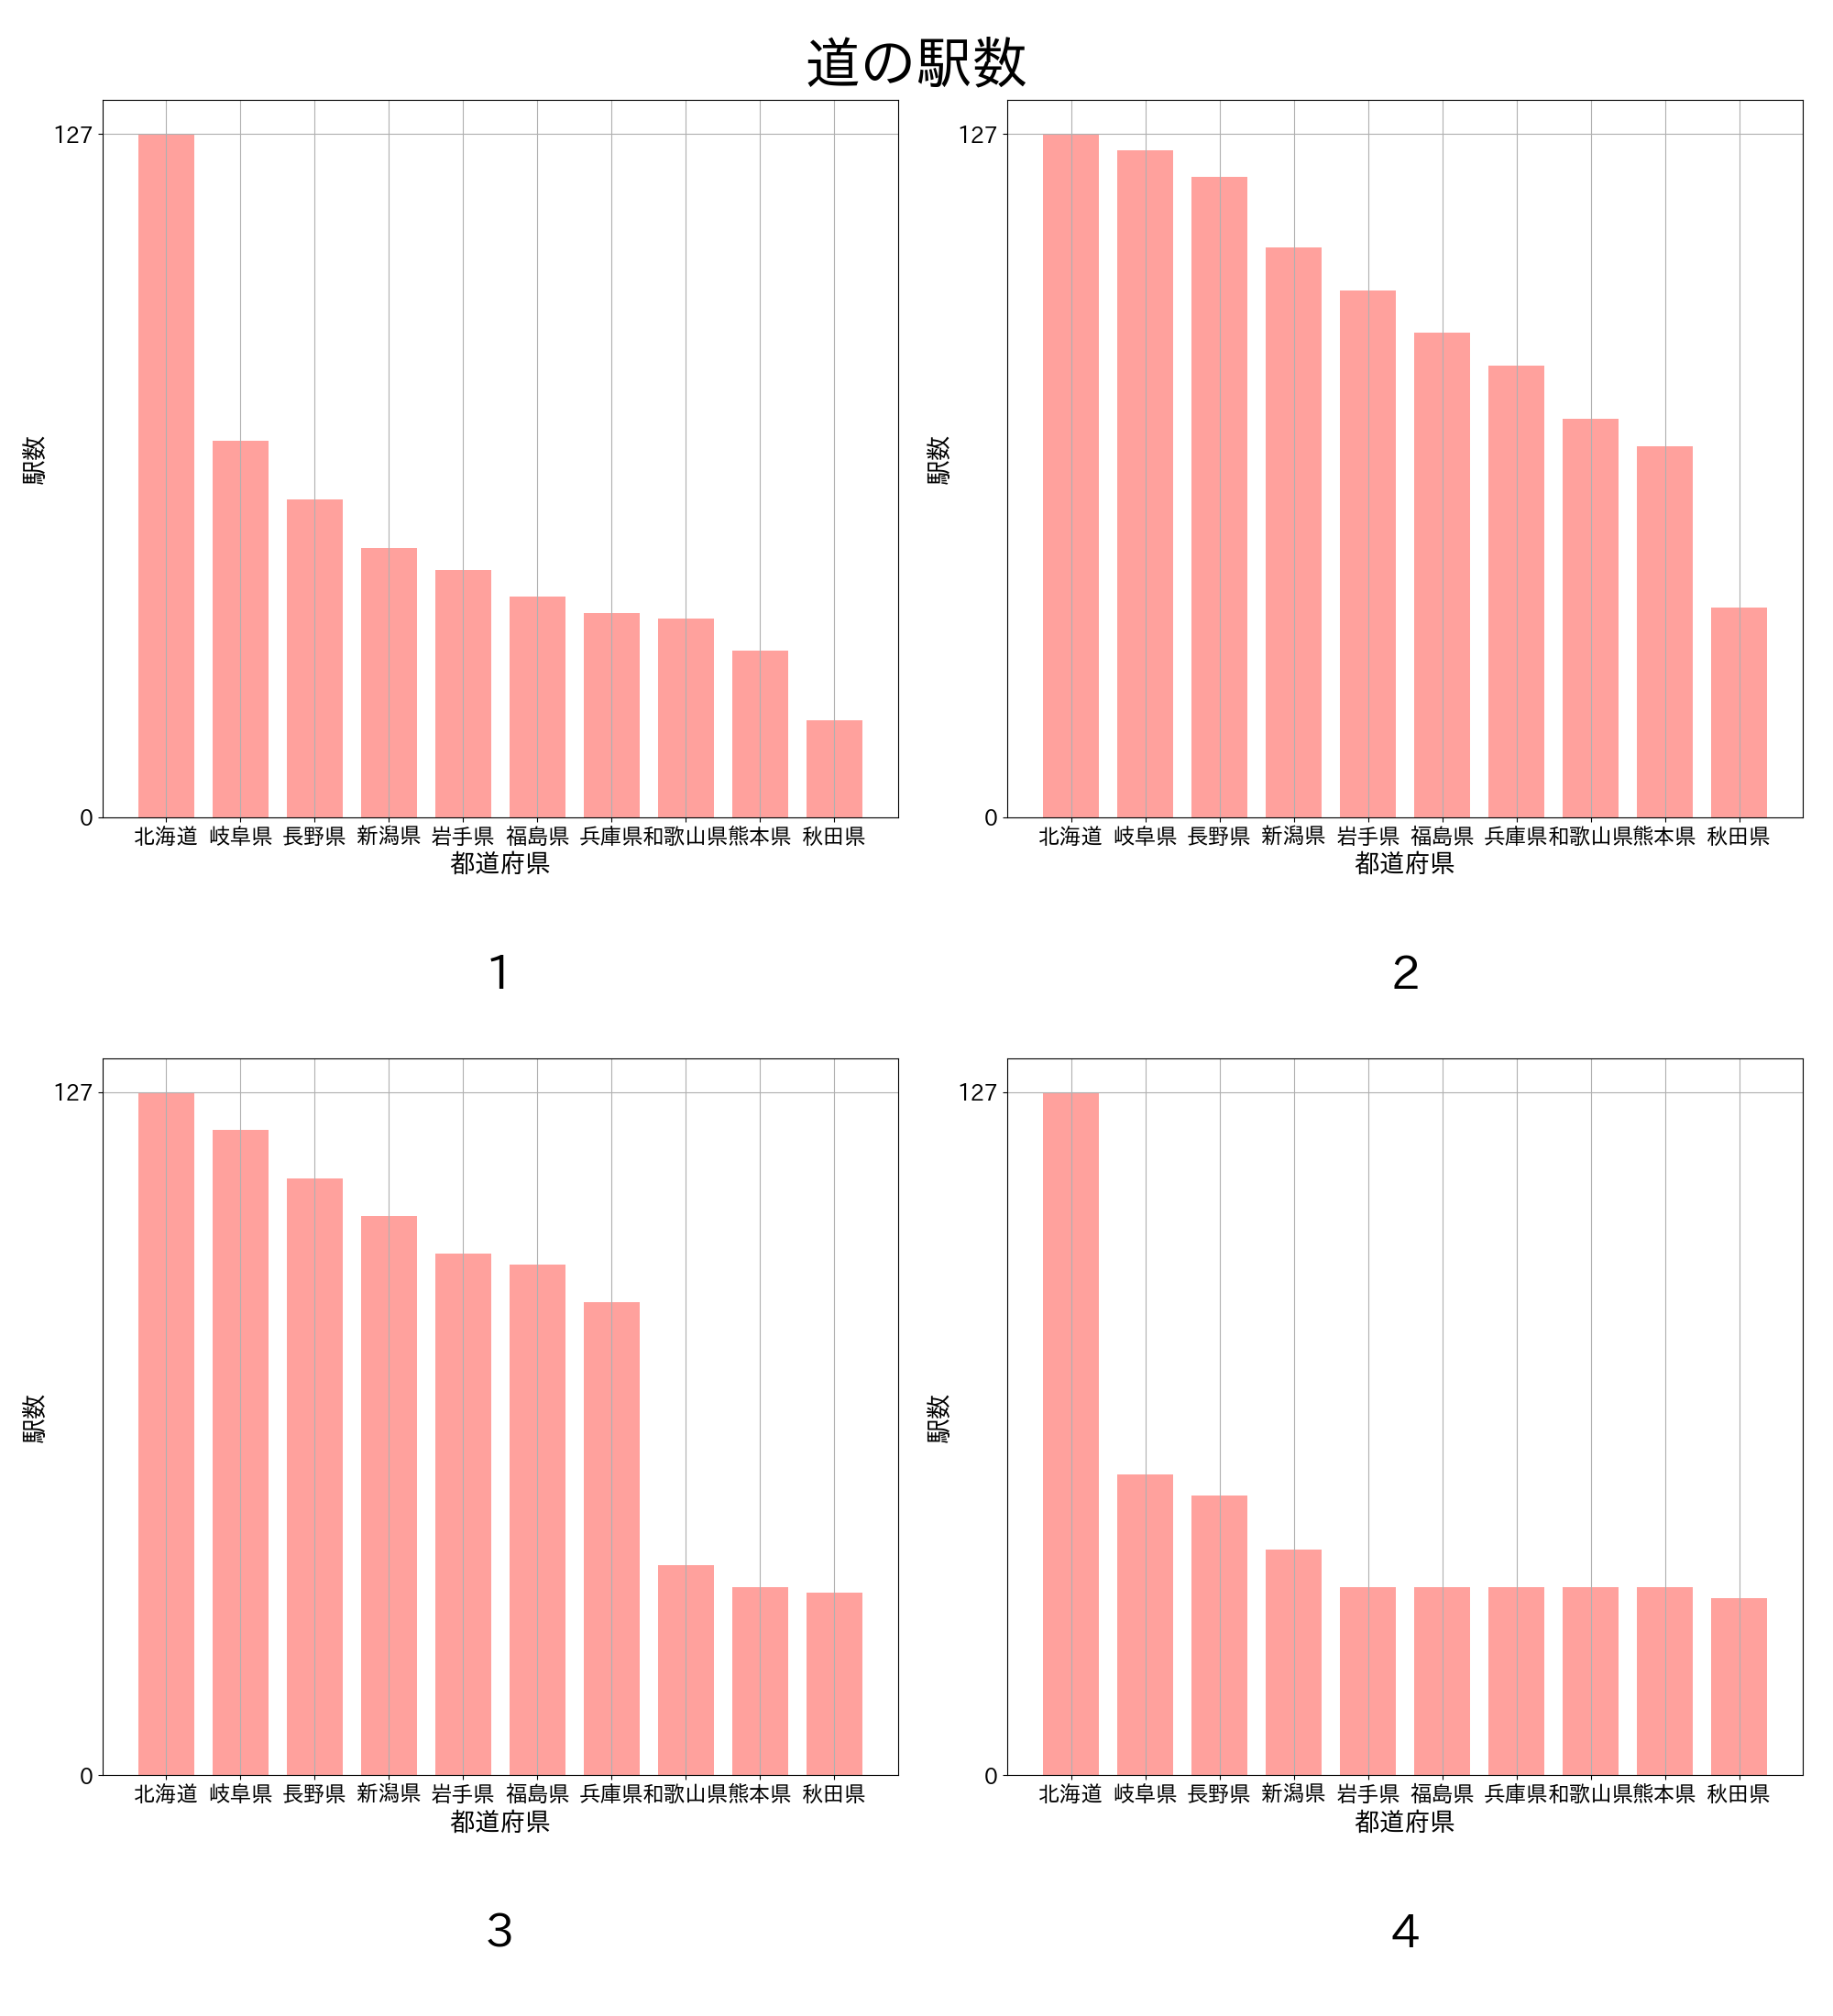 道の駅数
127
0
駅数
北海道 岐阜県 長野県 新潟県 岩手県 福島県 兵庫県 和歌山県 熊本県 秋田県
都道府県
1
127
0
駅数
北海道 岐阜県 長野県 新潟県 岩手県 福島県 兵庫県 和歌山県 熊本県 秋田県
都道府県
2
127
0
駅数
北海道 岐阜県 長野県 新潟県 岩手県 福島県 兵庫県 和歌山県 熊本県 秋田県
都道府県
3
127
0
駅数
北海道 岐阜県 長野県 新潟県 岩手県 福島県 兵庫県 和歌山県 熊本県 秋田県
都道府県
4